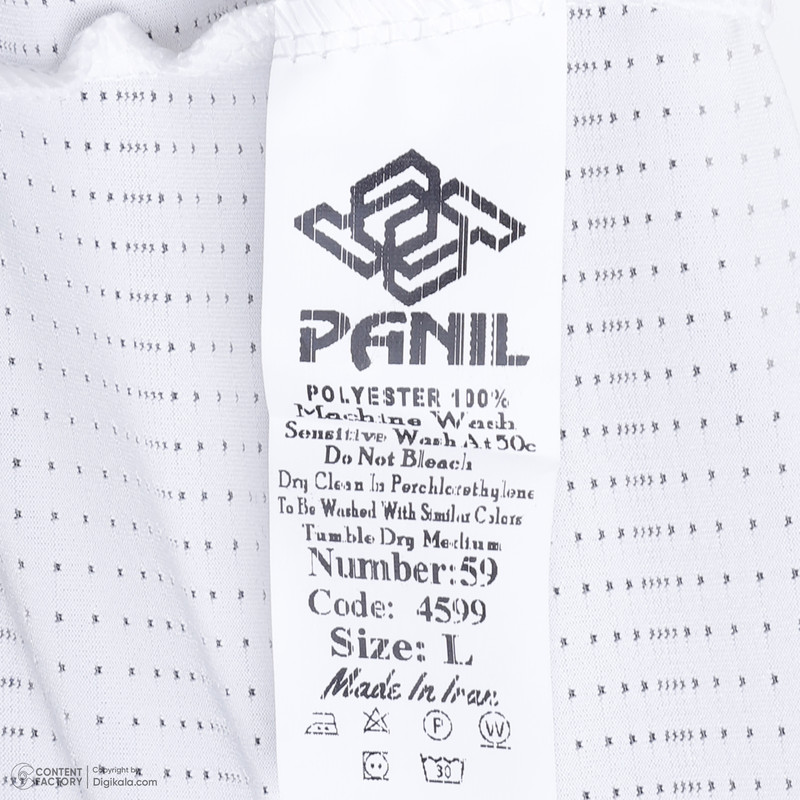 PANIL
POLYESTER 100%
Machine Wash
Sensitive Wash At 50c
Do Not Bleach
Dry Clean In Perchlorethylene
To Be Washed With Similar Colors
Tumble Dry Medium
Number:59
Code: 4599
Size: L
Made In Iran
P W
30
CONTENT FACTORY
Copyright by
Digikala.com